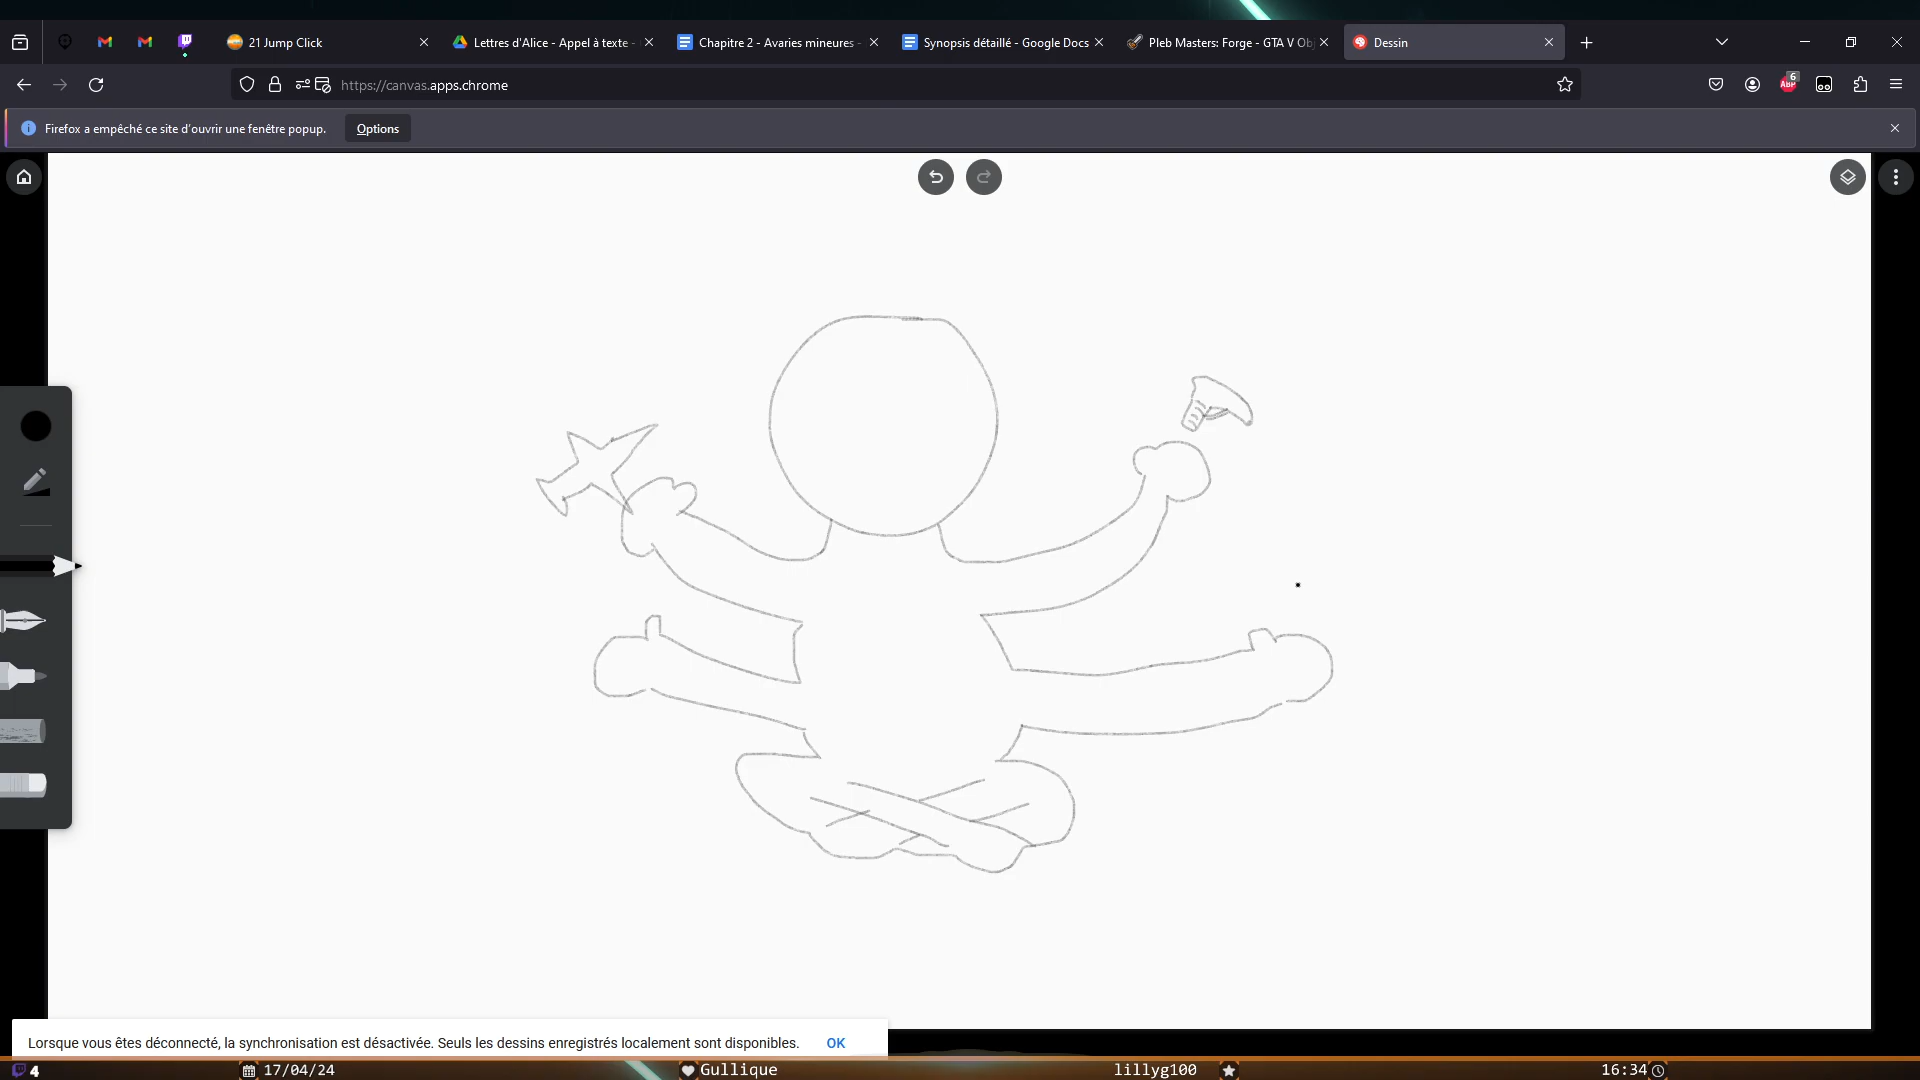 21 Jump Click
Lettres d'Alice - Appel à texte -
Chapitre 2 - Avaries mineures -
Synopsis détaillé - Google Docs
Pleb Masters: Forge - GTA V Obj
Dessin
https://canvas.apps.chrome
6
ABP
Firefox a empêché ce site d'ouvrir une fenêtre popup.
Options
Lorsque vous êtes déconnecté, la synchronisation est désactivée. Seuls les dessins enregistrés localement sont disponibles.
OK
4
17/04/24
Gullique
lillyg100
16:34